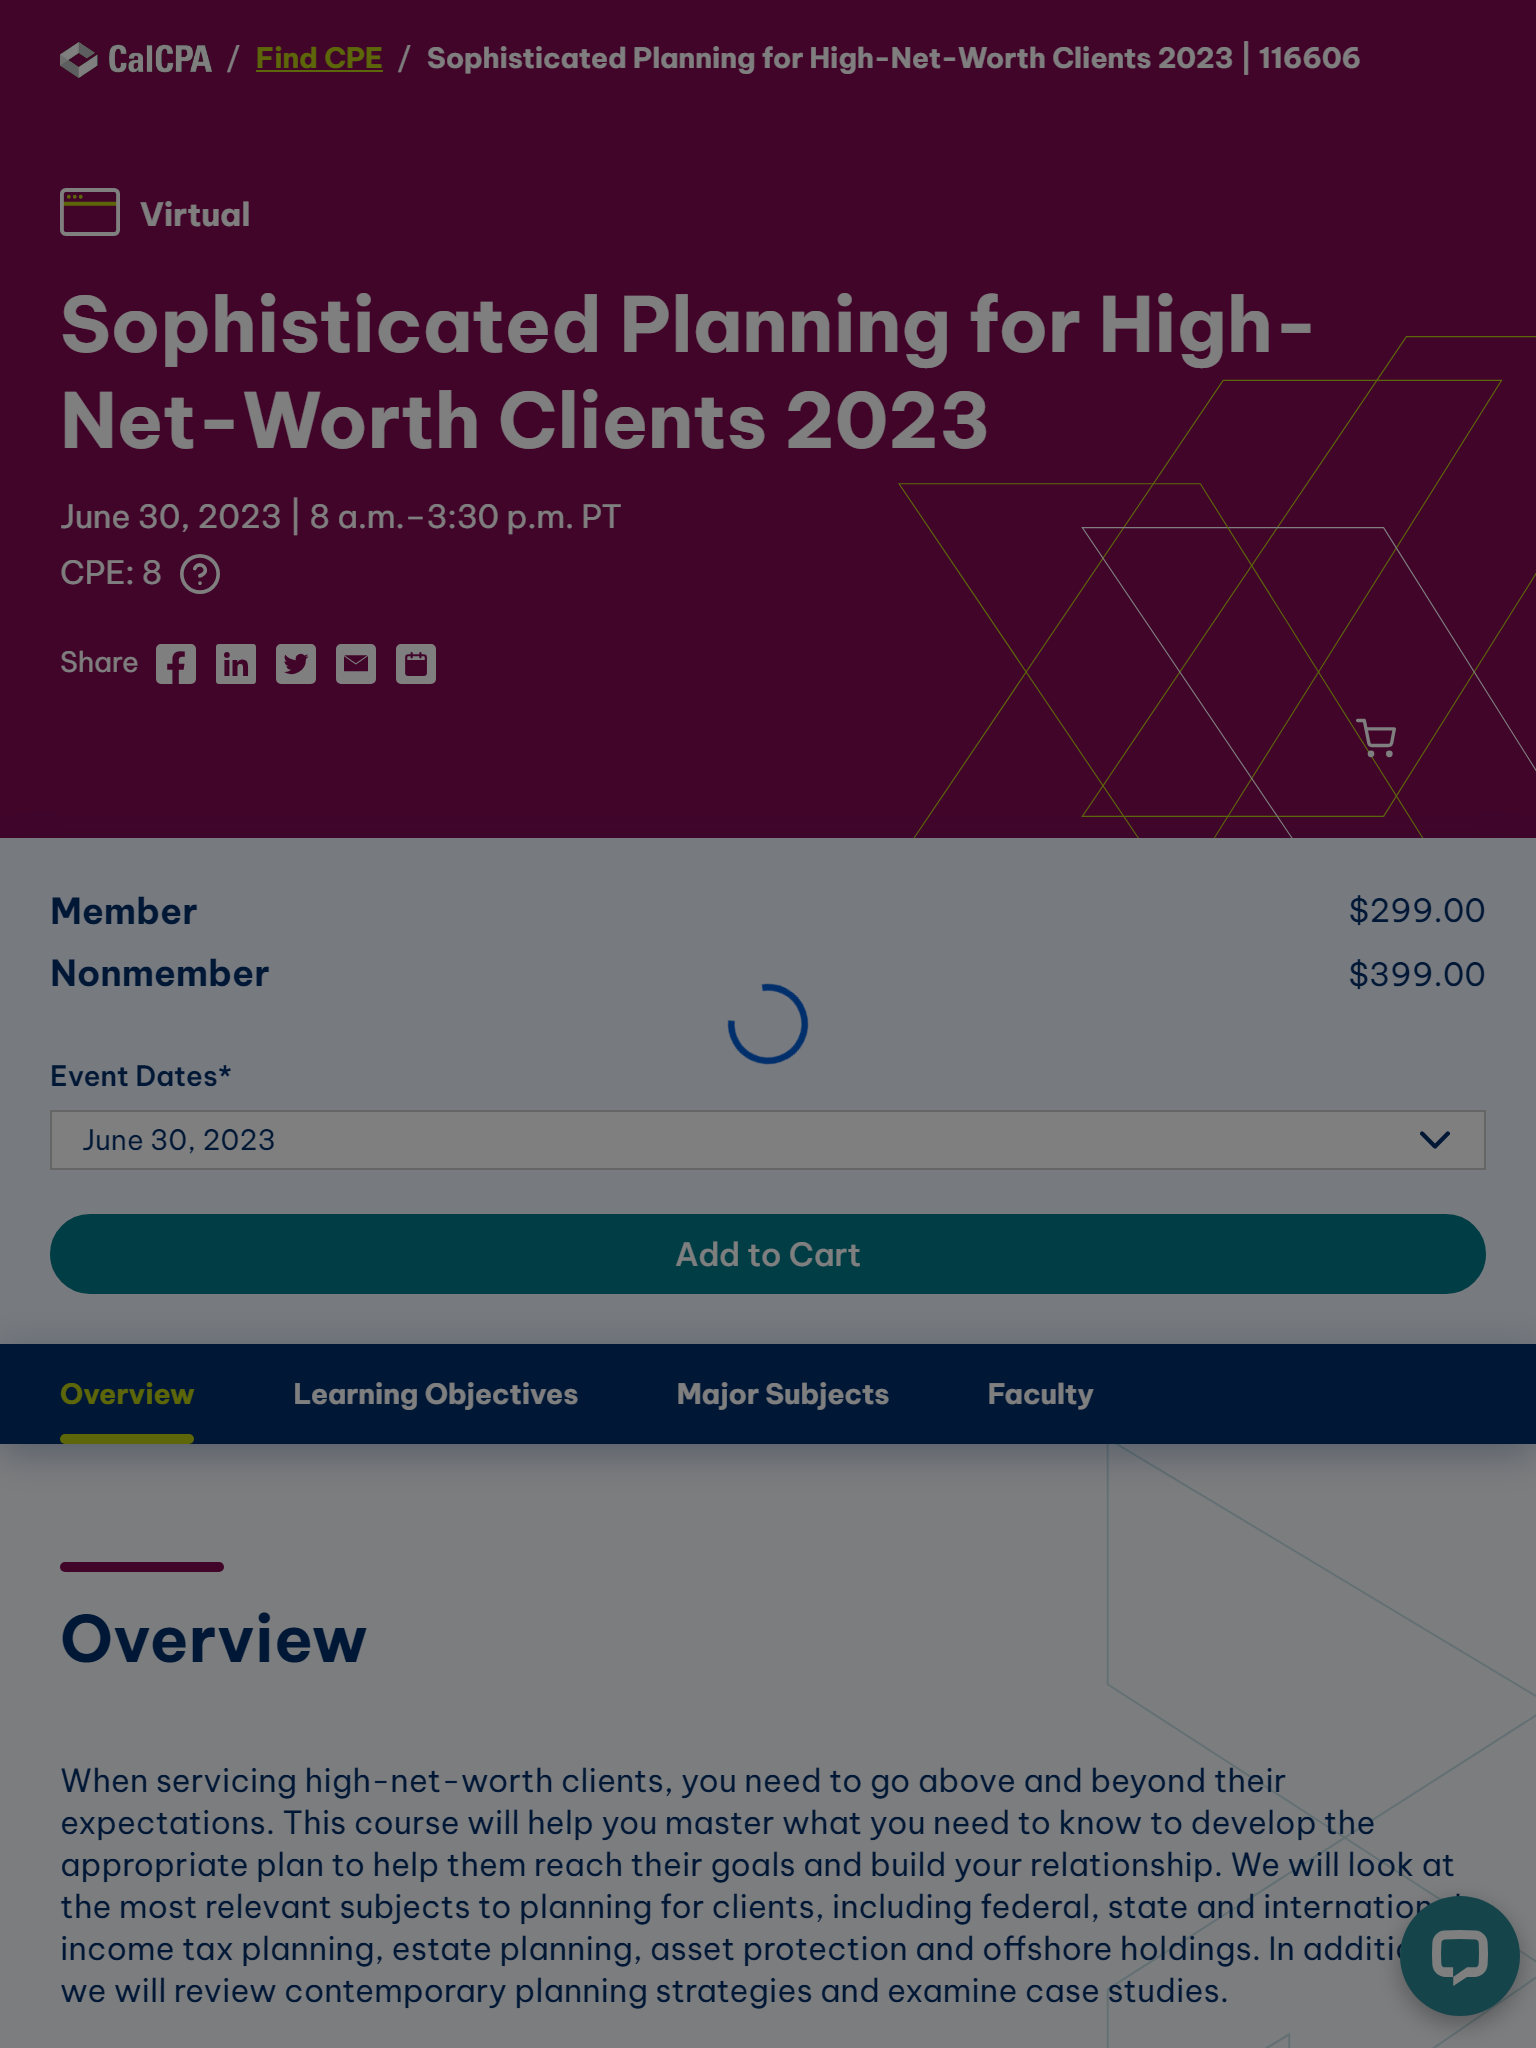 CalCPA / Find CPE / Sophisticated Planning for High-Net-Worth Clients 2023 | 116606
Virtual
Sophisticated Planning for High-
Net-Worth Clients 2023
June 30, 2023 | 8 a.m.–3:30 p.m. PT
CPE: 8 ?
Share
Member $299.00
Nonmember $399.00
Event Dates*
June 30, 2023
Add to Cart
Overview Learning Objectives Major Subjects Faculty
Overview
When servicing high-net-worth clients, you need to go above and beyond their
expectations. This course will help you master what you need to know to develop the
appropriate plan to help them reach their goals and build your relationship. We will look at
the most relevant subjects to planning for clients, including federal, state and international
income tax planning, estate planning, asset protection and offshore holdings. In
we will review contemporary planning strategies and examine case studies.